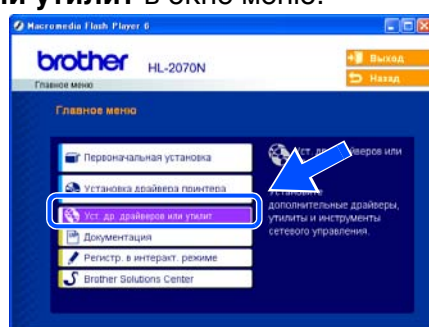 ли утилит в окне меню.
Macromedia Flash Player 6
brother
HL-2070N
Выход
Назад
Главное меню
Главное меню
Первоначальная установка
Установка драйвера принтера
Уст. др. драйверов или утилит
Документация
Регистр. в интеракт. режиме
Brother Solutions Center
Уст. др. драйверов или
Установите
дополнительные драйверы,
утилиты и инструменты
сетевого управления.